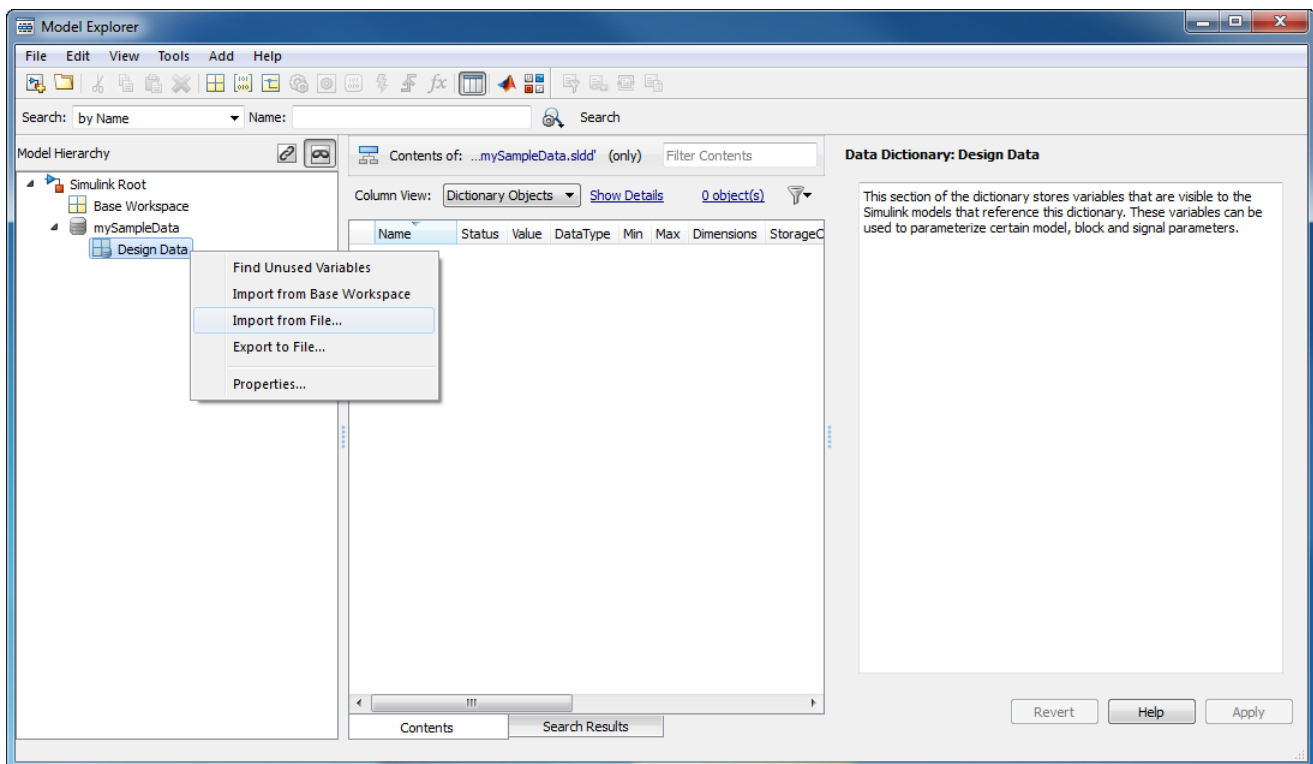 Model Explorer
File Edit View Tools Add Help
fx
Search: by Name Name: Search
Model Hierarchy
Simulink Root
Base Workspace
mySampleData
Design Data
Find Unused Variables
Import from Base Workspace
Import from File...
Export to File...
Properties...
Contents of: ...mySampleData.sldd' (only) Filter Contents
Column View: Dictionary Objects Show Details 0 object(s)
Name Status Value DataType Min Max Dimensions StorageC
Contents Search Results
Data Dictionary: Design Data
This section of the dictionary stores variables that are visible to the
Simulink models that reference this dictionary. These variables can be
used to parameterize certain model, block and signal parameters.
Revert Help Apply